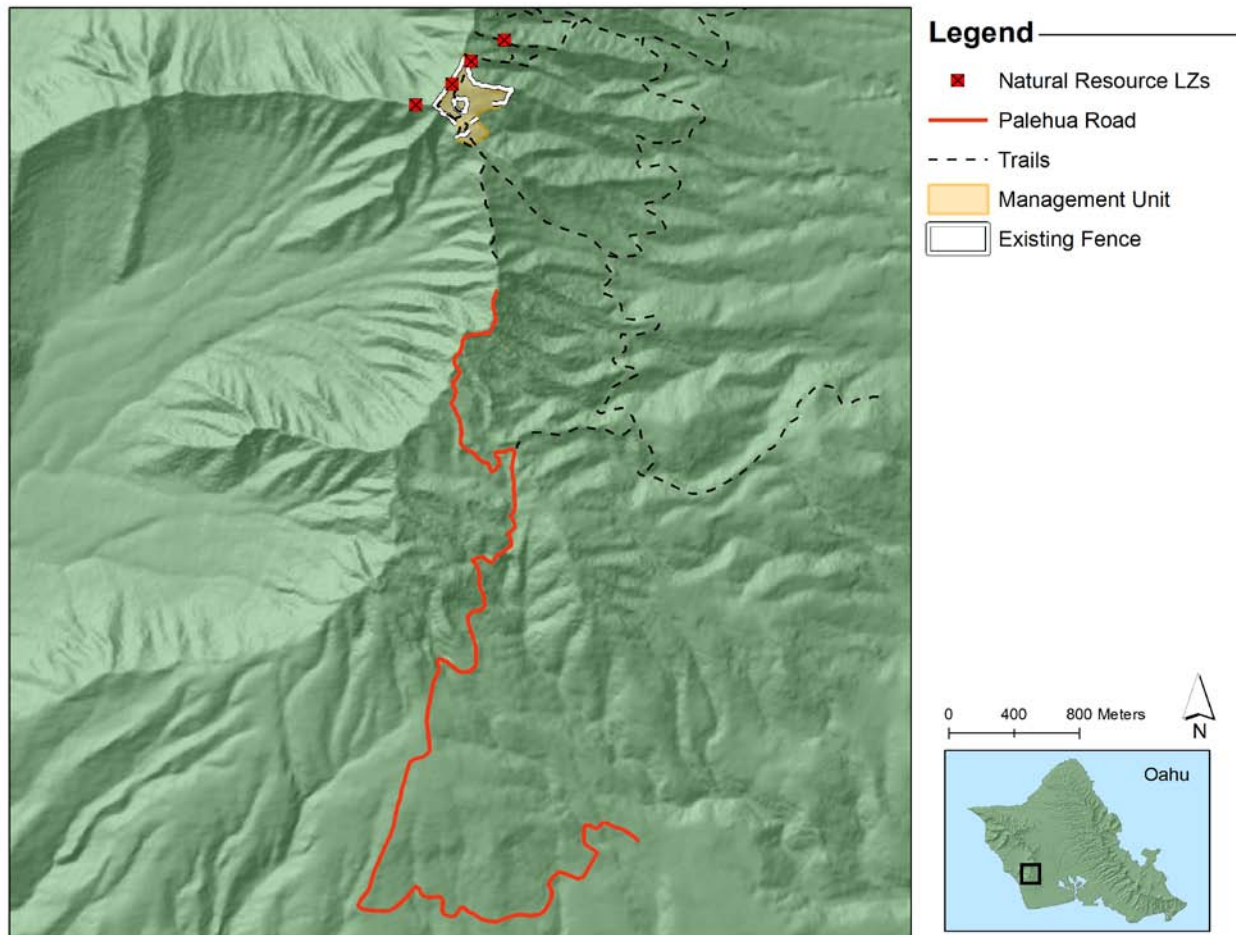 Legend
Natural Resource LZs
Palehua Road
Trails
Management Unit
Existing Fence
0 400 800 Meters
N
Oahu